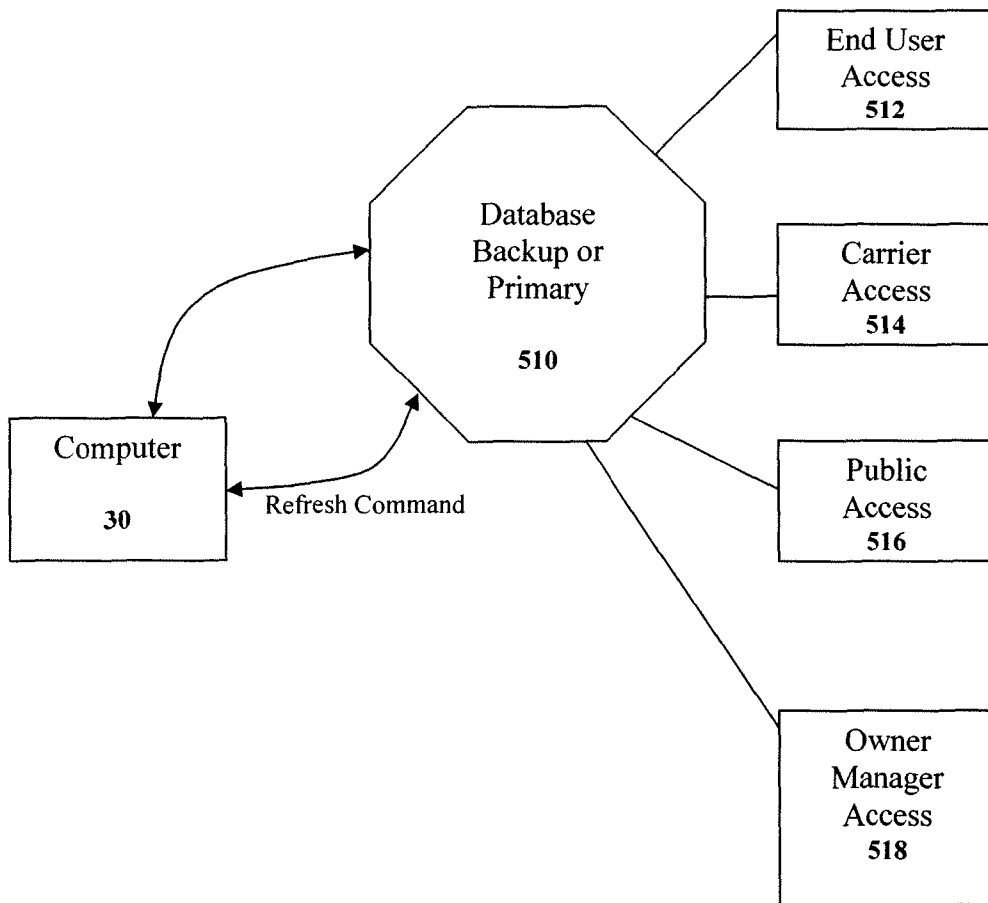 End User
Access
512
Database
Backup or
Primary
510
Carrier
Access
514
Computer
30
Refresh Command
Public
Access
516
Owner
Manager
Access
518